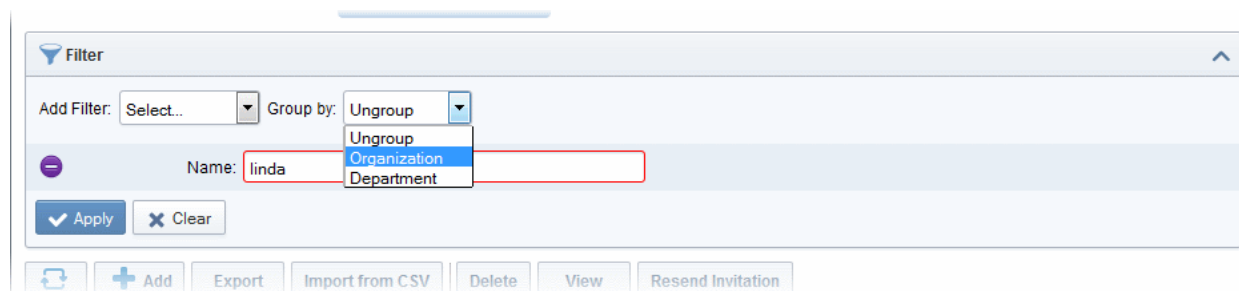 Filter
Add Filter: Select... Group by: Ungroup
Ungroup
Organization
Name: linda
Department
Apply Clear
Add Export Import from CSV Delete View Resend Invitation